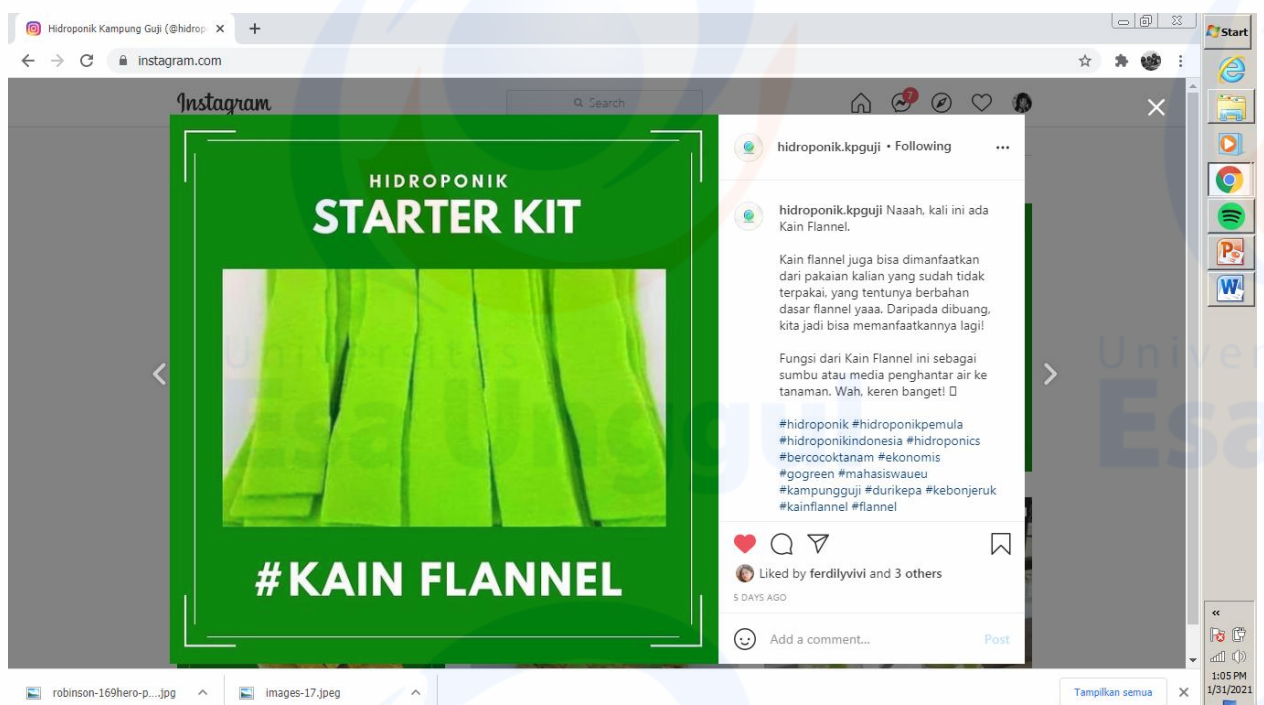 Hidroponik Kampung Guji (@hidrop
instagram.com
Start
Instagram
Search
7
HIDROPONIK
STARTER KIT
#KAIN FLANNEL
hidroponik.kpguji • Following
hidroponik.kpguji Naaah, kali ini ada
Kain Flannel.
Kain flannel juga bisa dimanfaatkan
dari pakaian kalian yang sudah tidak
terpakai, yang tentunya berbahan
dasar flannel yaaa. Daripada dibuang,
kita jadi bisa memanfaatkannya lagi!
Fungsi dari Kain Flannel ini sebagai
sumbu atau media penghantar air ke
tanaman. Wah, keren banget!
#hidroponik #hidroponikpemula
#hidroponikindonesia #hidroponics
#bercocoktanam #ekonomis
#gogreen #mahasiswaueu
#kampungguji #durikepa #kebonjeruk
#kainflannel #flannel
Liked by ferdilyvivi and 3 others
5 DAYS AGO
Add a comment...
Post
Universitas
Esa Unggul
Univer
Esa
robinson-169hero-p....jpg
images-17.jpeg
Tampilkan semua
1:05 PM
1/31/2021